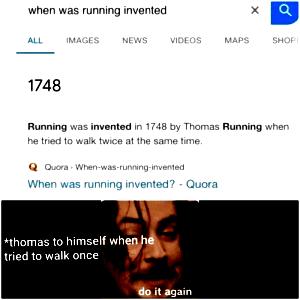 when was running invented
ALL IMAGES NEWS VIDEOS MAPS SHOP
1748
Running was invented in 1748 by Thomas Running when
he tried to walk twice at the same time.
Quora - When-was-running-invented
When was running invented? - Quora
*thomas to himself when he
tried to walk once
do it again